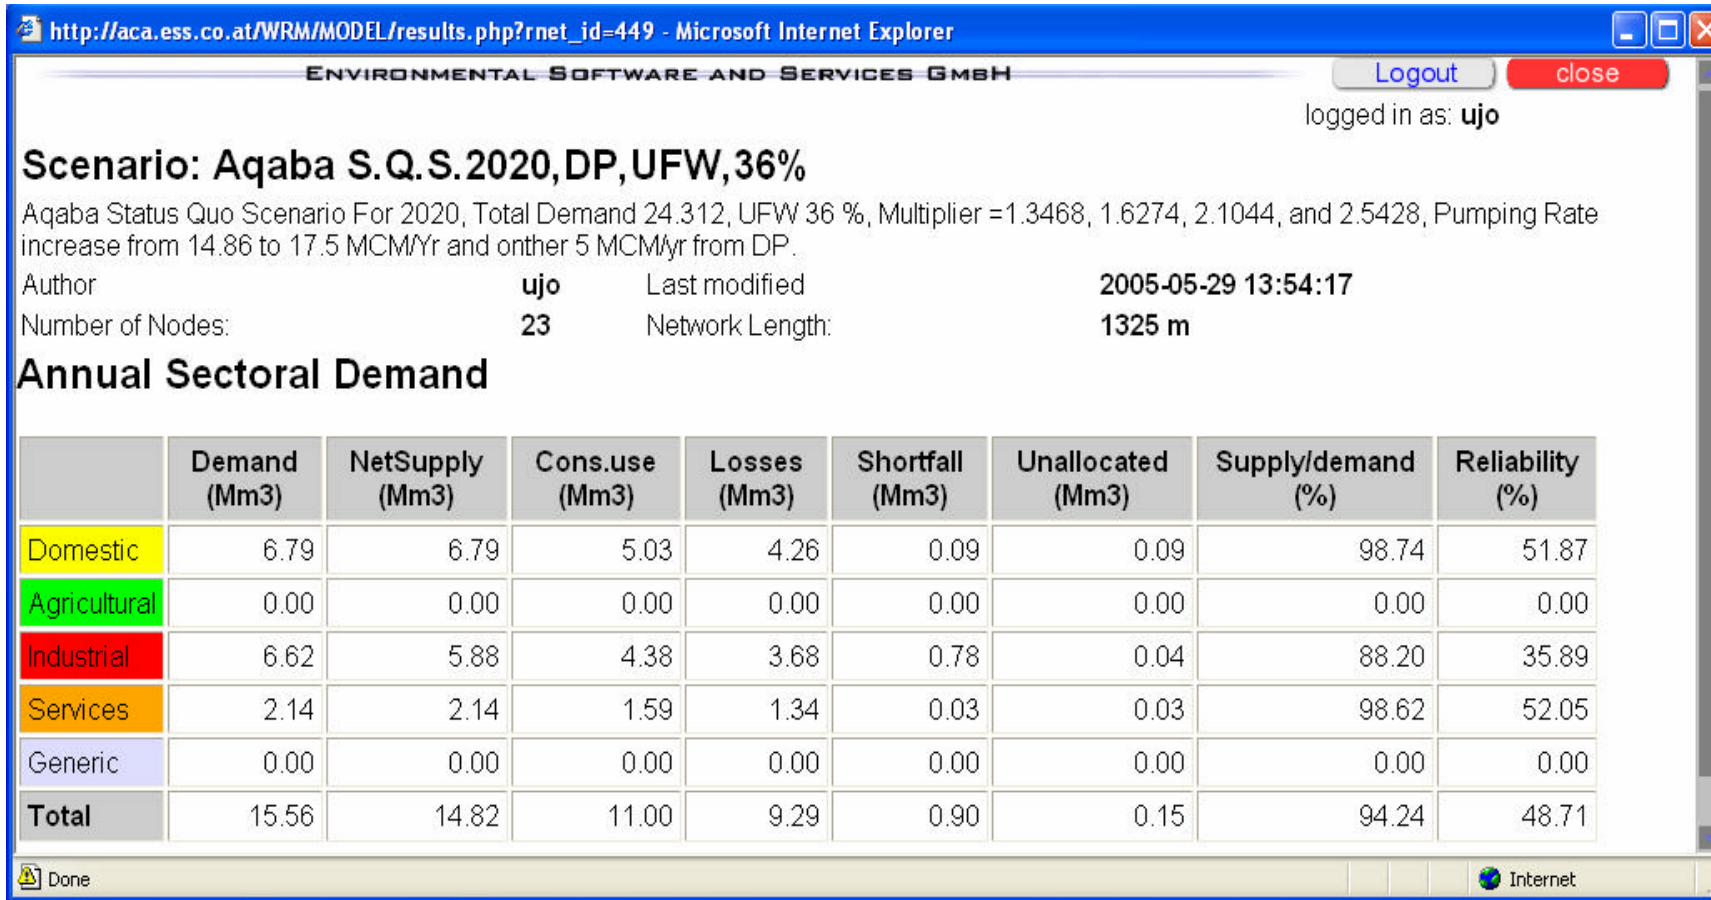 http://aca.ess.co.at/WRM/MODEL/results.php?rnet_id=449 - Microsoft Internet Explorer
ENVIRONMENTAL SOFTWARE AND SERVICES GMBH Logout close
logged in as: ujo
Scenario: Aqaba S.Q.S.2020,DP,UFW,36%
Aqaba Status Quo Scenario For 2020, Total Demand 24.312, UFW 36 %, Multiplier =1.3468, 1.6274, 2.1044, and 2.5428, Pumping Rate
increase from 14.86 to 17.5 MCM/Yr and onther 5 MCM/yr from DP.
Author ujo Last modified 2005-05-29 13:54:17
Number of Nodes: 23 Network Length: 1325 m
Annual Sectoral Demand
Demand NetSupply Cons.use Losses Shortfall Unallocated Supply/demand Reliability
(Mm3) (Mm3) (Mm3) (Mm3) (Mm3) (Mm3) (%) (%)
Domestic 6.79 6.79 5.03 4.26 0.09 0.09 98.74 51.87
Agricultural 0.00 0.00 0.00 0.00 0.00 0.00 0.00 0.00
Industrial 6.62 5.88 4.38 3.68 0.78 0.04 88.20 35.89
Services 2.14 2.14 1.59 1.34 0.03 0.03 98.62 52.05
Generic 0.00 0.00 0.00 0.00 0.00 0.00 0.00 0.00
Total 15.56 14.82 11.00 9.29 0.90 0.15 94.24 48.71
Done Internet